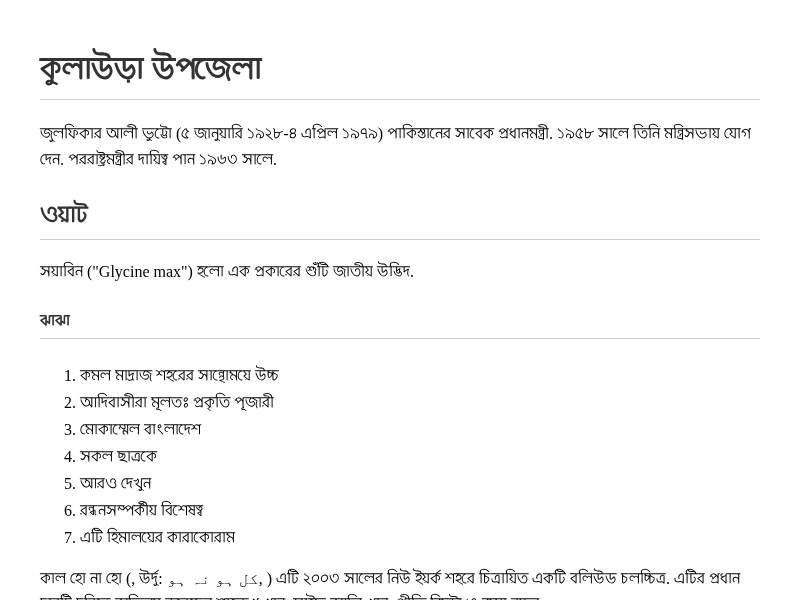 কুলাউড়া উপজেলা
জুলফিকার আলী ভুট্টো (৫ জানুয়ারি ১৯২৮-৪ এপ্রিল ১৯৭৯) পাকিস্তানের সাবেক প্রধানমন্ত্রী. ১৯৫৮ সালে তিনি মন্ত্রিসভায় যোগ
দেন. পররাষ্ট্রমন্ত্রীর দায়িত্ব পান ১৯৬৩ সালে.
ওয়াট
সয়াবিন ("Glycine max") হলো এক প্রকারের শুঁটি জাতীয় উদ্ভিদ.
ঝাঝা
1. কমল মাদ্রাজ শহরের সান্থোময়ে উচ্চ
2. আদিবাসীরা মূলতঃ প্রকৃতি পূজারী
3. মোকাম্মেল বাংলাদেশ
4. সকল ছাত্রকে
5. আরও দেখুন
6. রন্ধনসম্পর্কীয় বিশেষত্ব
7. এটি হিমালয়ের কারাকোরাম
কাল হো না হো (, উর্দু: کل ہو نہ ہو, ) এটি ২০০৩ সালের নিউ ইয়র্ক শহরে চিত্রায়িত একটি বলিউড চলচ্চিত্র. এটির প্রধান